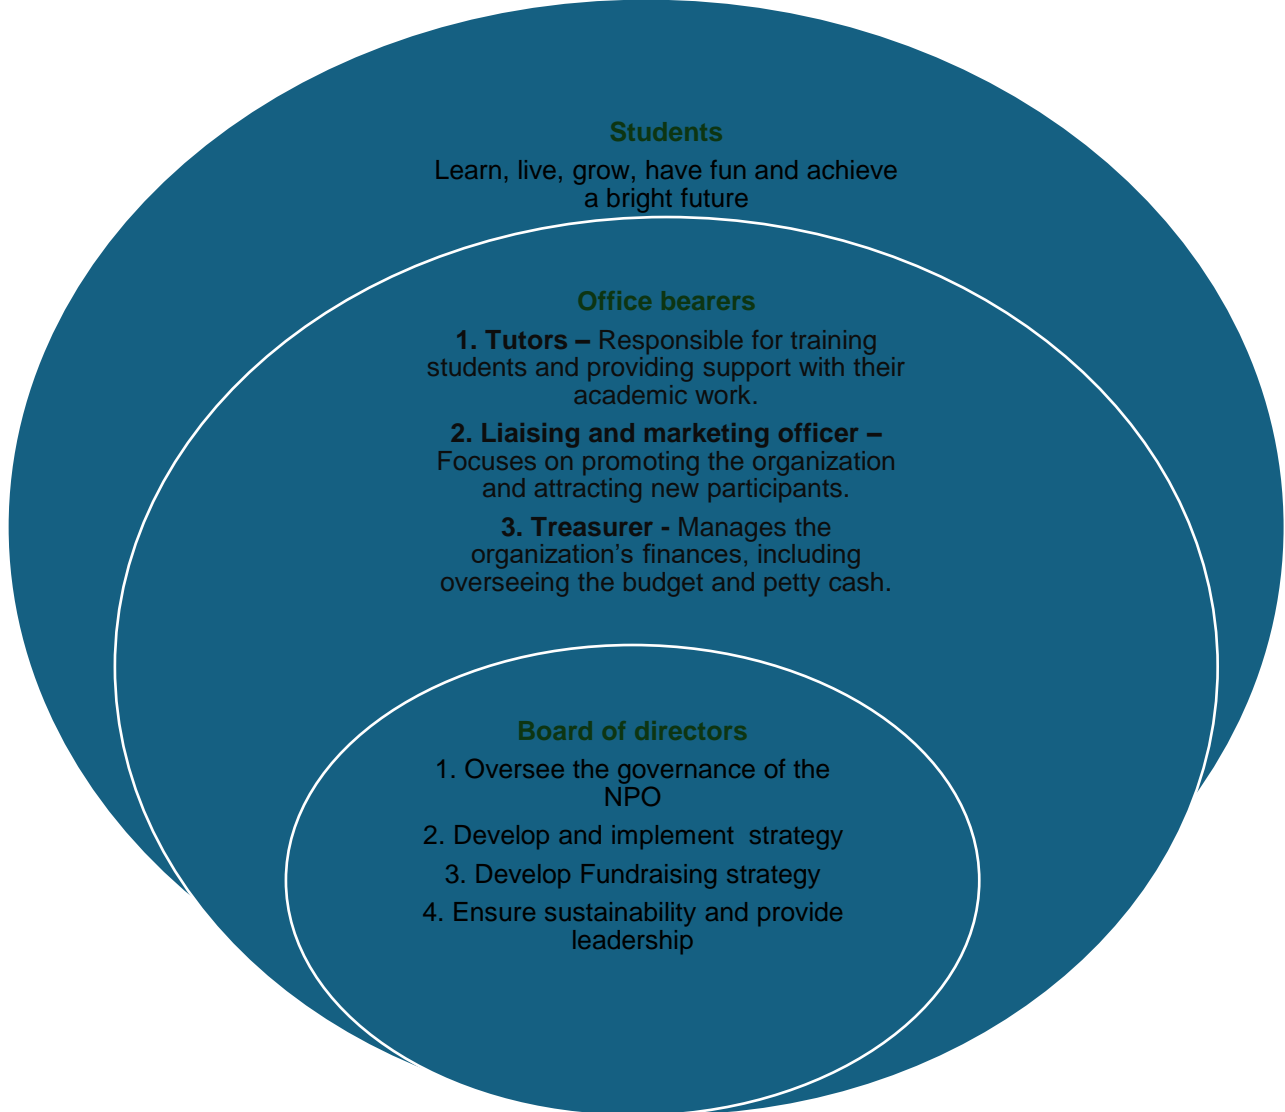 Students
Learn, live, grow, have fun and achieve
a bright future
Office bearers
1. Tutors – Responsible for training
students and providing support with their
academic work.
2. Liaising and marketing officer –
Focuses on promoting the organization
and attracting new participants.
3. Treasurer - Manages the
organization’s finances, including
overseeing the budget and petty cash.
Board of directors
1. Oversee the governance of the
NPO
2. Develop and implement  strategy
3. Develop Fundraising strategy
4. Ensure sustainability and provide
leadership